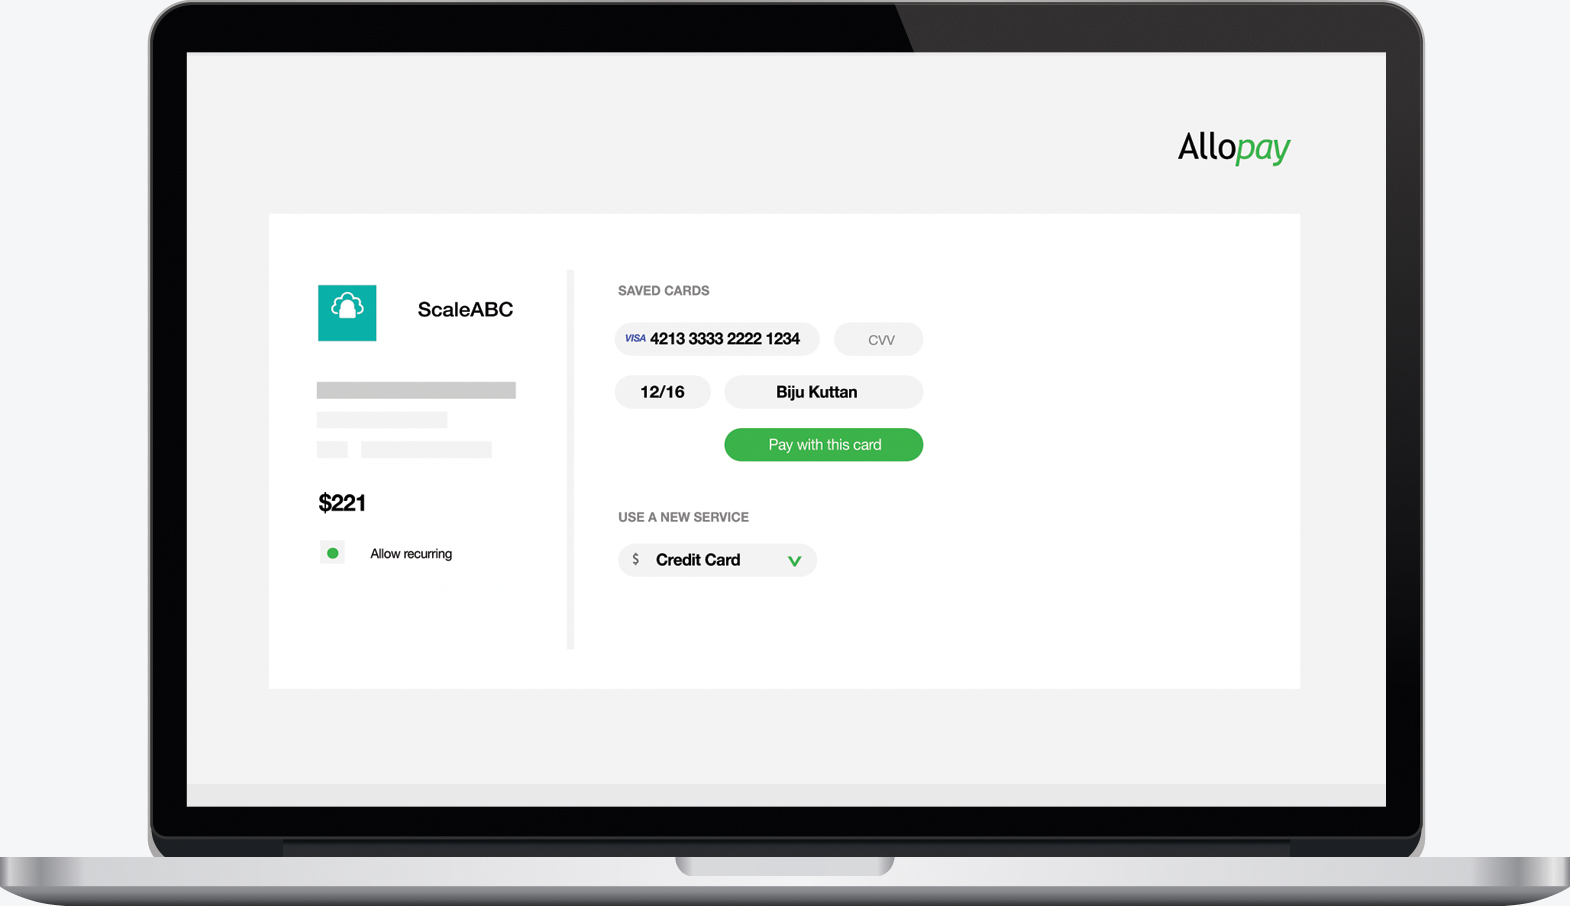 Allopay
ScaleABC
$221
Allow recurring
SAVED CARDS
VISA 4213 3333 2222 1234 CVV
12/16 Biju Kuttan
Pay with this card
USE A NEW SERVICE
$ Credit Card